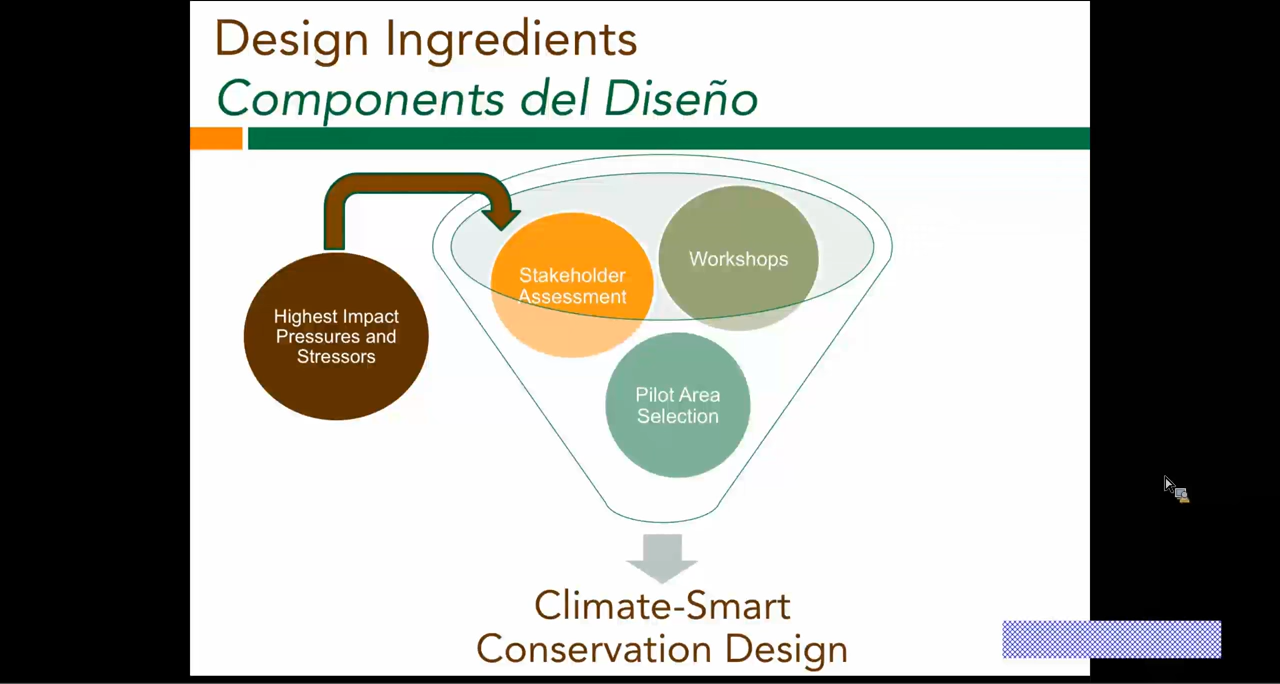 Design Ingredients
Components del Diseño
Stakeholder
Assessment
Workshops
Highest Impact
Pressures and
Stressors
Pilot Area
Selection
Climate-Smart
Conservation Design